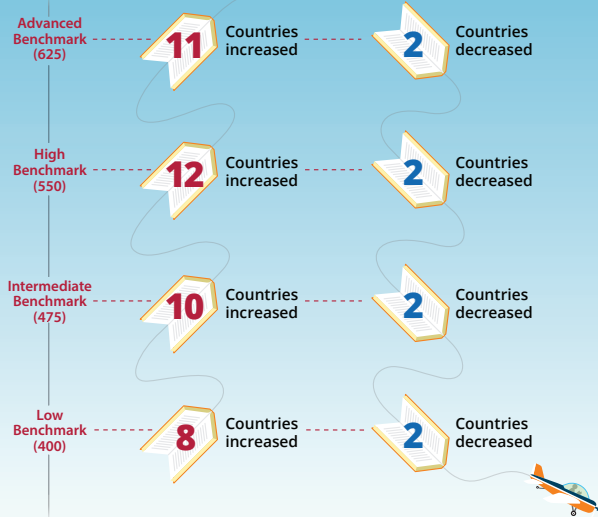 Advanced
Benchmark
(625)
11
Countries
increased
2
Countries
decreased
High
Benchmark
(550)
12
Countries
increased
2
Countries
decreased
Intermediate
Benchmark
(475)
10
Countries
increased
2
Countries
decreased
Low
Benchmark
(400)
8
Countries
increased
2
Countries
decreased